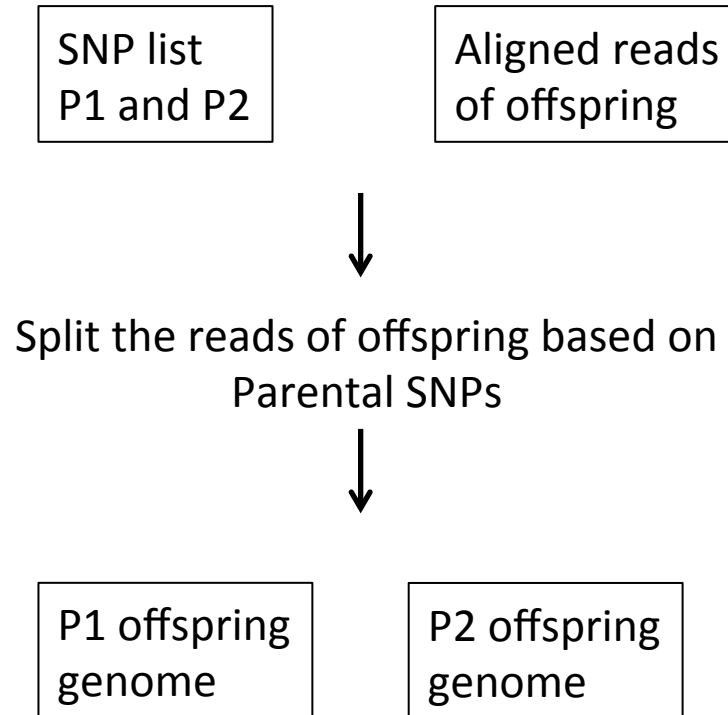 SNP list
P1 and P2
Aligned reads
of offspring
Split the reads of offspring based on
Parental SNPs
P1 offspring
genome
P2 offspring
genome